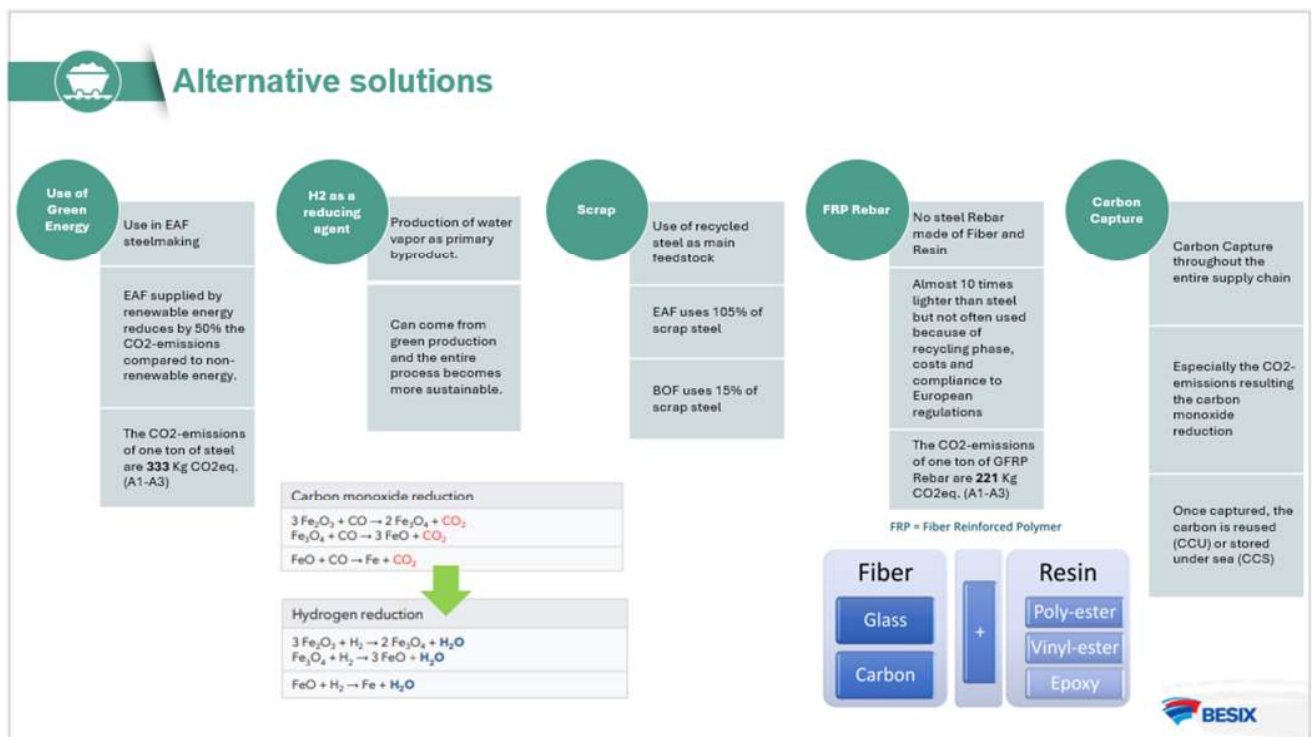 Alternative solutions
Use of
Green
Energy
Use in EAF
steelmaking
EAF supplied by
renewable energy
reduces by 50% the
CO2-emissions
compared to non-
renewable energy.
The CO2-emissions
of one ton of steel
are 333 Kg CO2eq.
(A1-A3)
H2 as a
reducing
agent
Production of water
vapor as primary
byproduct.
Can come from
green production
and the entire
process becomes
more sustainable.
Carbon monoxide reduction
3 Fe₂O₃ + CO → 2 Fe₃O₄ + CO₂
Fe₃O₄ + CO → 3 FeO + CO₂
FeO + CO → Fe + CO₂
Hydrogen reduction
3 Fe₂O₃ + H₂ → 2 Fe₃O₄ + H₂O
Fe₃O₄ + H₂ → 3 FeO + H₂O
FeO + H₂ → Fe + H₂O
Scrap
Use of recycled
steel as main
feedstock
EAF uses 105% of
scrap steel
BOF uses 15% of
scrap steel
FRP Rebar
No steel Rebar
made of Fiber and
Resin
Almost 10 times
lighter than steel
but not often used
because of
recycling phase,
costs and
compliance to
European
regulations
The CO2-emissions
of one ton of GFRP
Rebar are 221 Kg
CO2eq. (A1-A3)
FRP = Fiber Reinforced Polymer
Fiber
Glass
Carbon
+
Resin
Poly-ester
Vinyl-ester
Epoxy
Carbon
Capture
Carbon Capture
throughout the
entire supply chain
Especially the CO2-
emissions resulting
the carbon
monoxide
reduction
Once captured, the
carbon is reused
(CCU) or stored
under sea (CCS)
BESIX